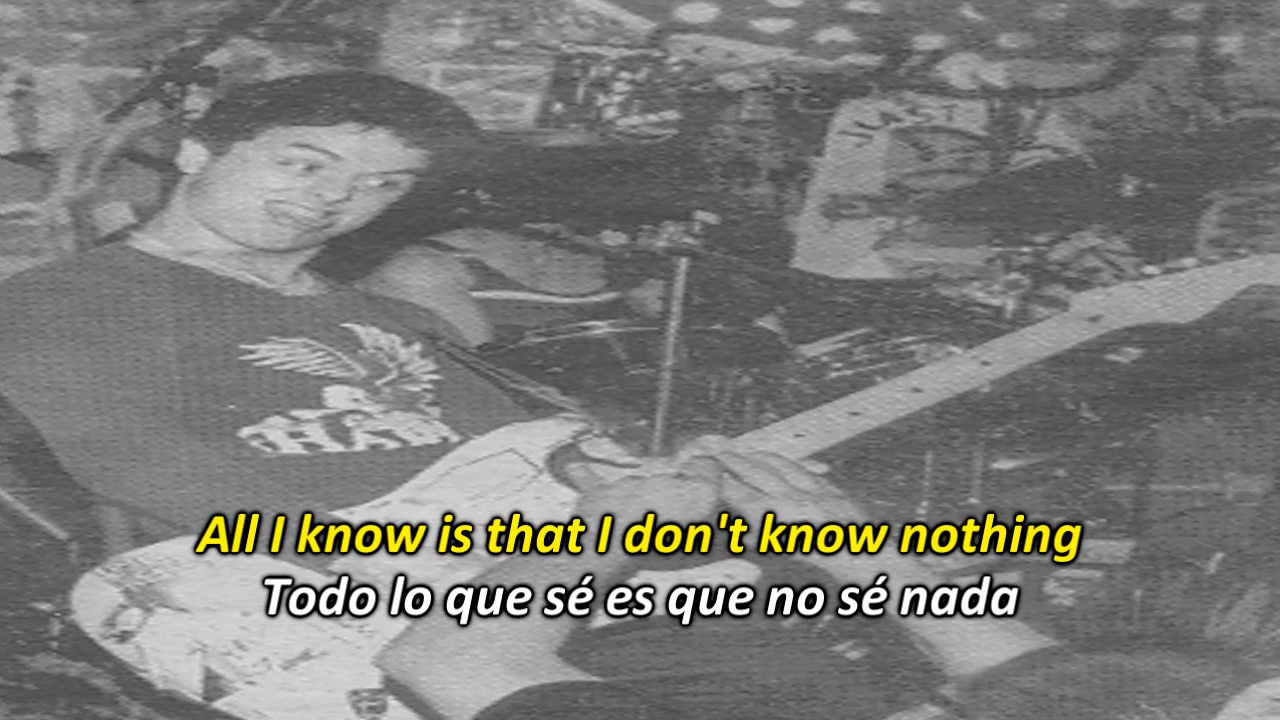 All I know is that I don't know nothing
Todo lo que sé es que no sé nada